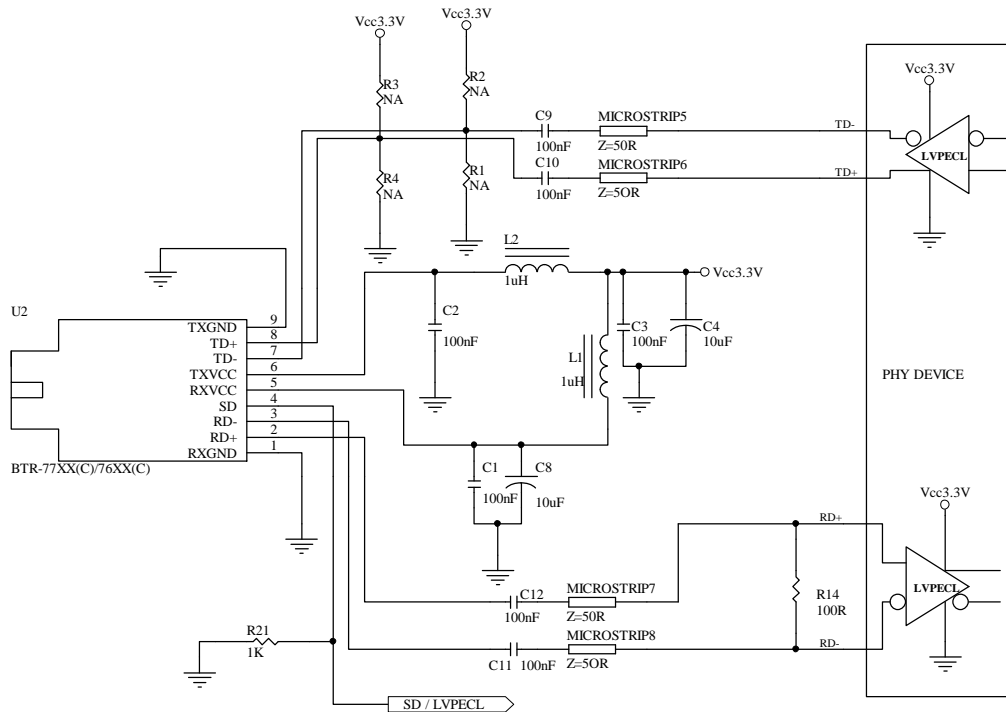 Vcc3.3V
Vcc3.3V
R3
NA
R2
NA
R4
NA
R1
NA
C9
100nF
MICROSTRIP5
Z=50R
C10
100nF
MICROSTRIP6
Z=5OR
TD-
TD+
Vcc3.3V
LVPECL
L2
1uH
Vcc3.3V
C2
100nF
C3
100nF
C4
10uF
L1
1uH
PHY DEVICE
U2
TXGND 9
TD+ 8
TD- 7
TXVCC 6
RXVCC 5
SD 4
RD- 3
RD+ 2
RXGND 1
BTR-77XX(C)/76XX(C)
C1
100nF
C8
10uF
Vcc3.3V
RD+
LVPECL
R14
100R
RD-
C12
100nF
MICROSTRIP7
Z=50R
C11 100nF
MICROSTRIP8
Z=5OR
R21
1K
SD / LVPECL